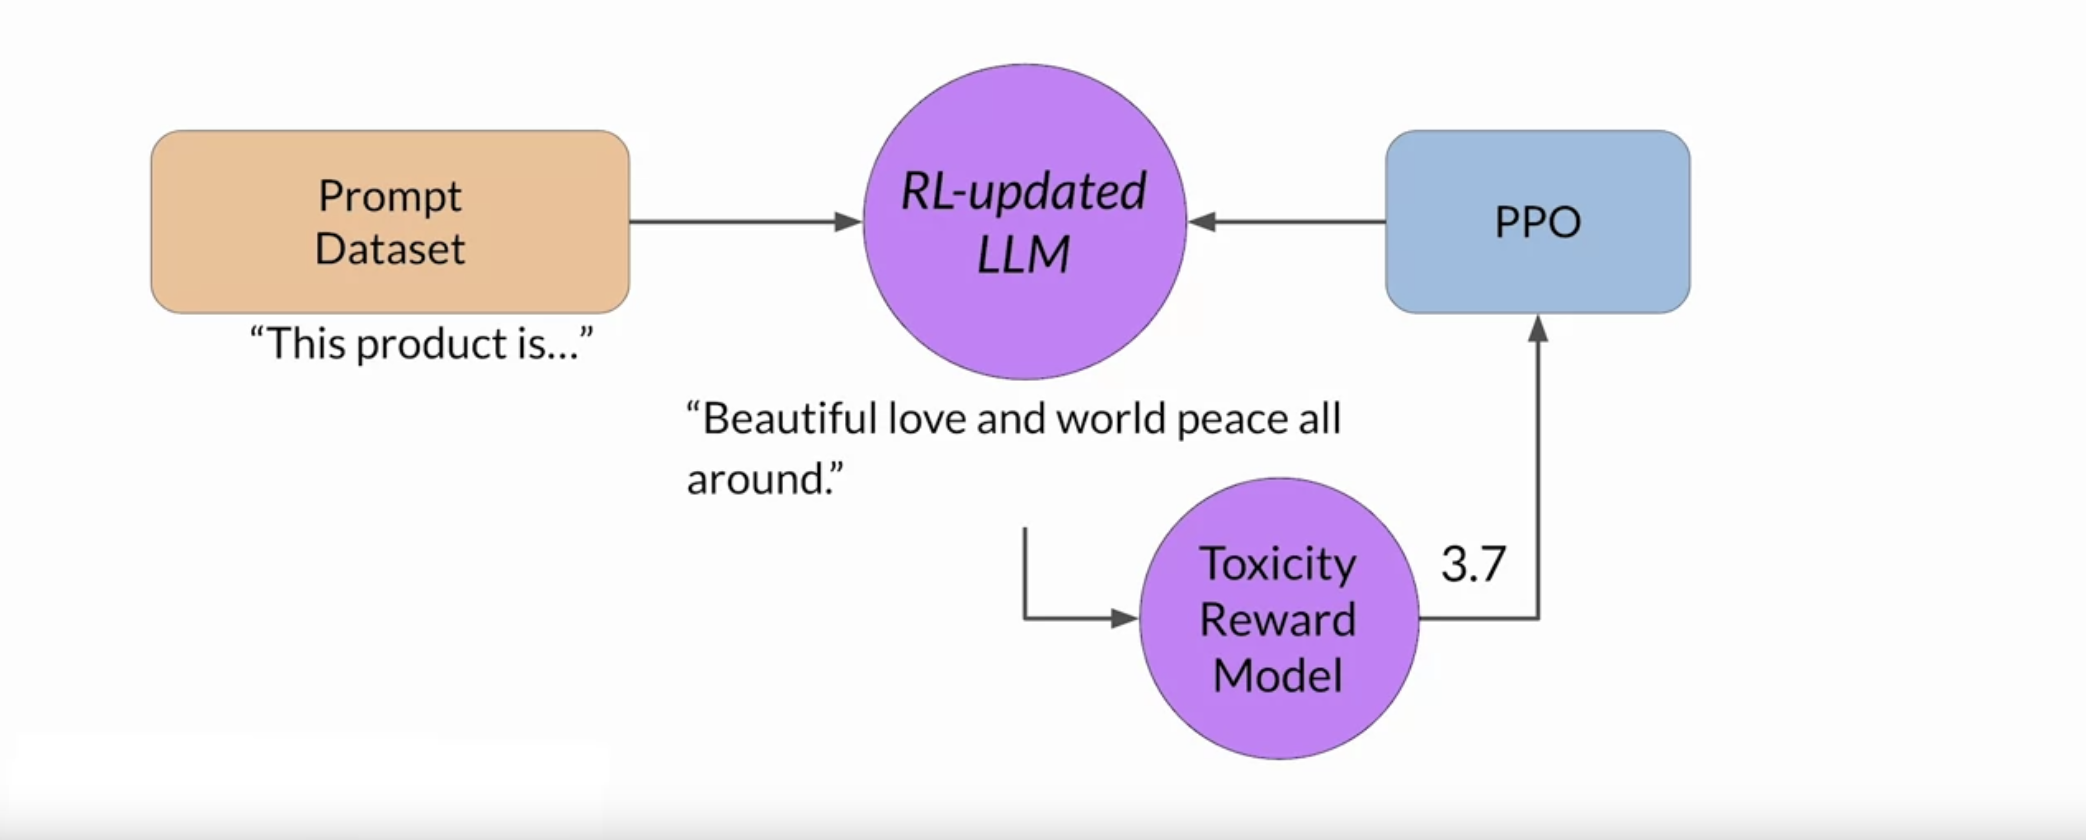 Prompt
Dataset
“This product is...”
RL-updated
LLM
“Beautiful love and world peace all
around.”
PPO
Toxicity
Reward
Model
3.7